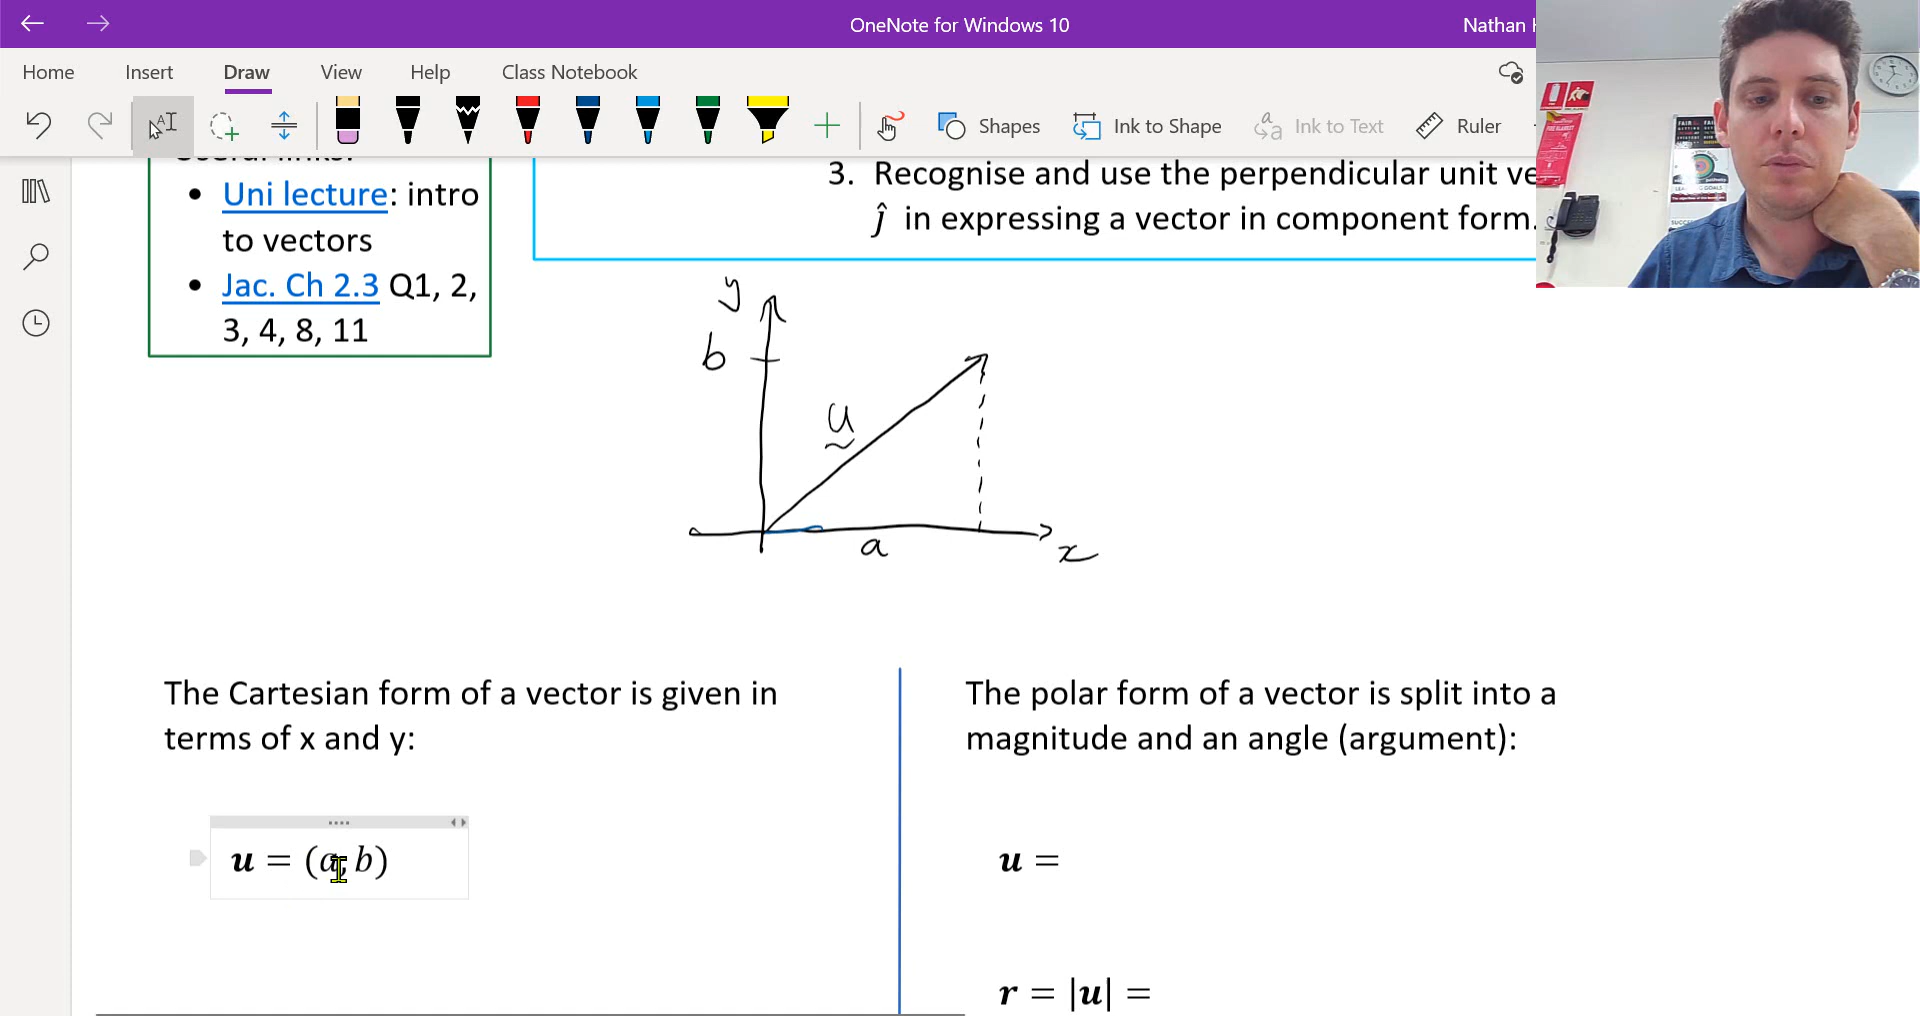 OneNote for Windows 10
Nathan
Home Insert Draw View Help Class Notebook
Shapes Ink to Shape Ink to Text Ruler
Useful links:
• Uni lecture: intro
to vectors
• Jac. Ch 2.3 Q1, 2,
3, 4, 8, 11
3. Recognise and use the perpendicular unit ve
ĵ in expressing a vector in component form.
y
b
u
a
x
The Cartesian form of a vector is given in
terms of x and y:
u = (a, b)
The polar form of a vector is split into a
magnitude and an angle (argument):
u =
r = |u| =